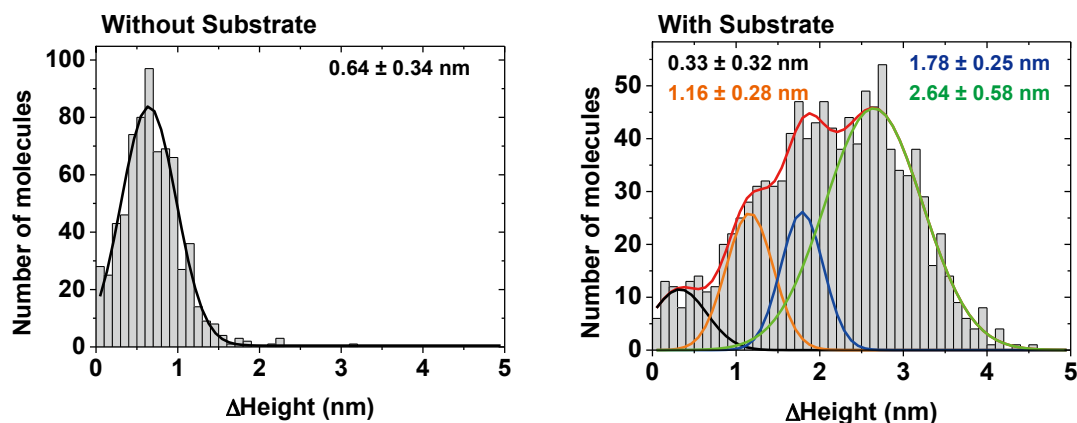 Without Substrate
0.64 ± 0.34 nm
100
80
60
40
20
0
Number of molecules
0 1 2 3 4 5
ΔHeight (nm)
With Substrate
0.33 ± 0.32 nm 1.78 ± 0.25 nm
1.16 ± 0.28 nm 2.64 ± 0.58 nm
50
40
30
20
10
0
Number of molecules
0 1 2 3 4 5
ΔHeight (nm)